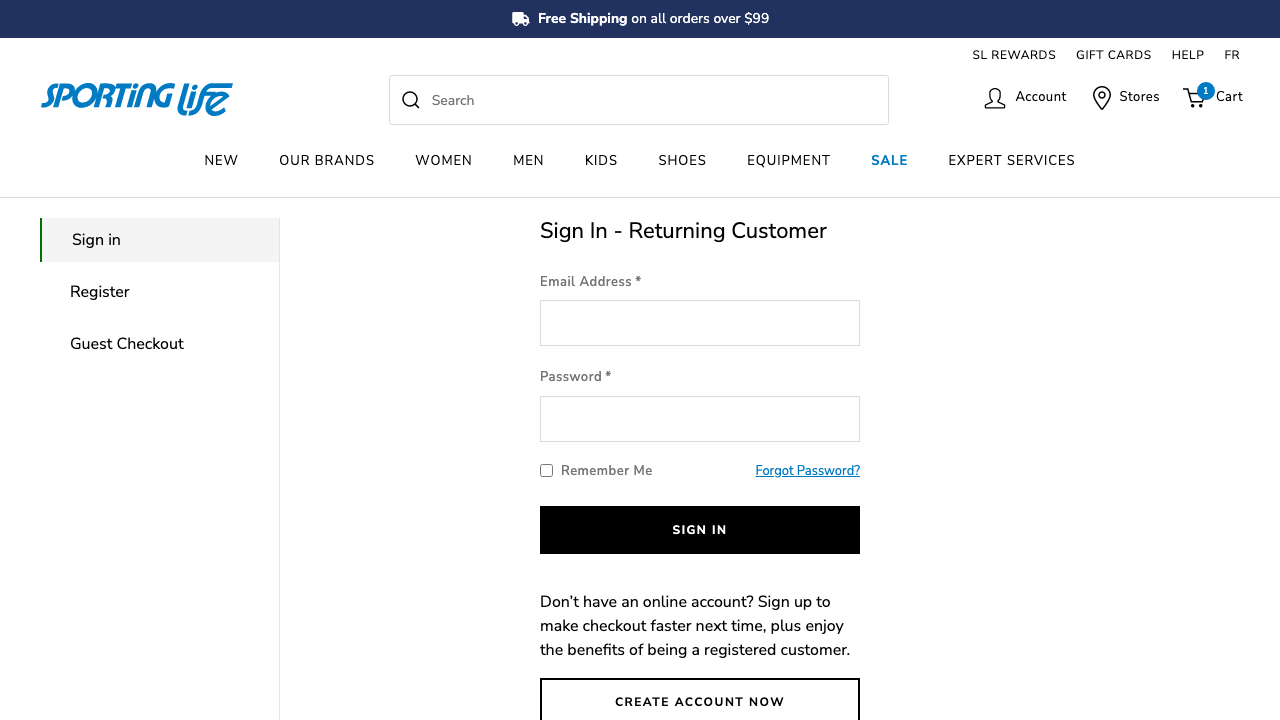 Free Shipping on all orders over $99
SL REWARDS GIFT CARDS HELP FR
SPORTING LIFE
Search
Account Stores 1 Cart
NEW OUR BRANDS WOMEN MEN KIDS SHOES EQUIPMENT SALE EXPERT SERVICES
Sign in
Register
Guest Checkout
Sign In - Returning Customer
Email Address *
Password *
Remember Me Forgot Password?
SIGN IN
Don't have an online account? Sign up to
make checkout faster next time, plus enjoy
the benefits of being a registered customer.
CREATE ACCOUNT NOW